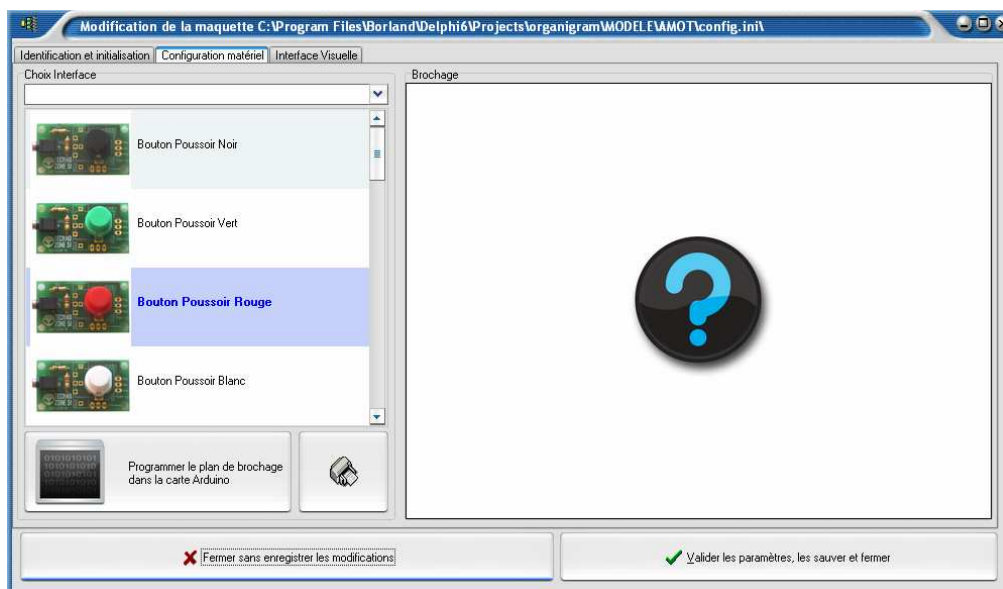 Modification de la maquette C:\Program Files\Borland\Delphi6\Projects\organigram\MODELE\AMOT\config.ini\
Identification et initialisation
Configuration matériel
Interface Visuelle
Choix Interface
Brochage
Bouton Poussoir Noir
Bouton Poussoir Vert
Bouton Poussoir Rouge
Bouton Poussoir Blanc
Programmer le plan de brochage
dans la carte Arduino
Fermer sans enregistrer les modifications
Valider les paramètres, les sauver et fermer